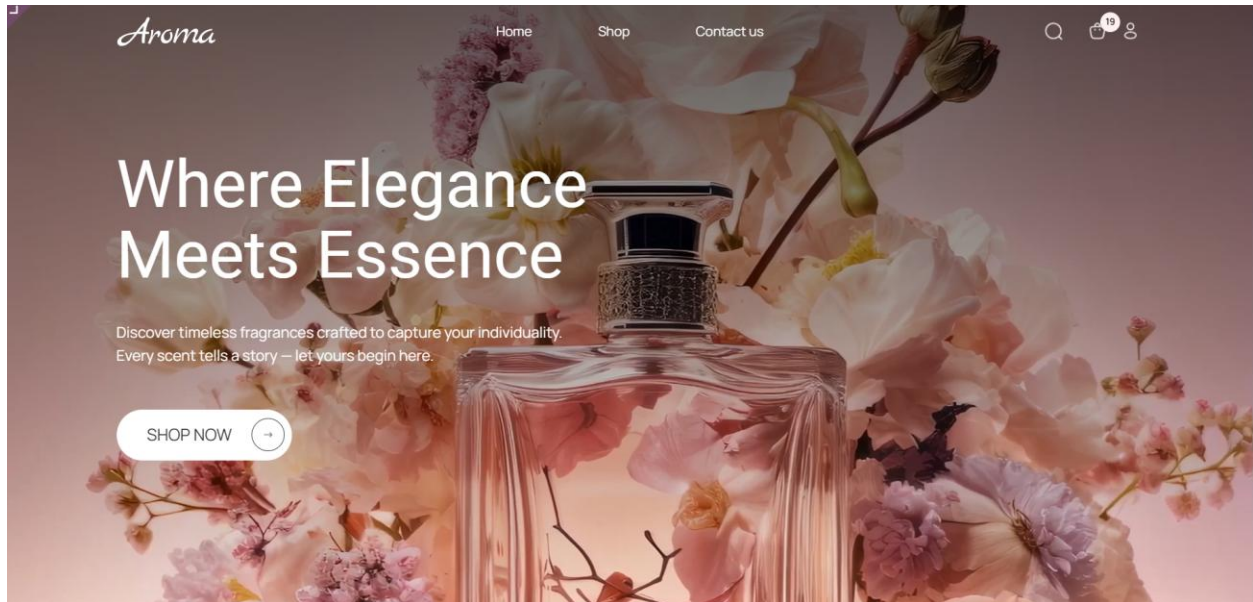 Aroma
Home
Shop
Contact us
19
Where Elegance
Meets Essence
Discover timeless fragrances crafted to capture your individuality.
Every scent tells a story — let yours begin here.
SHOP NOW →